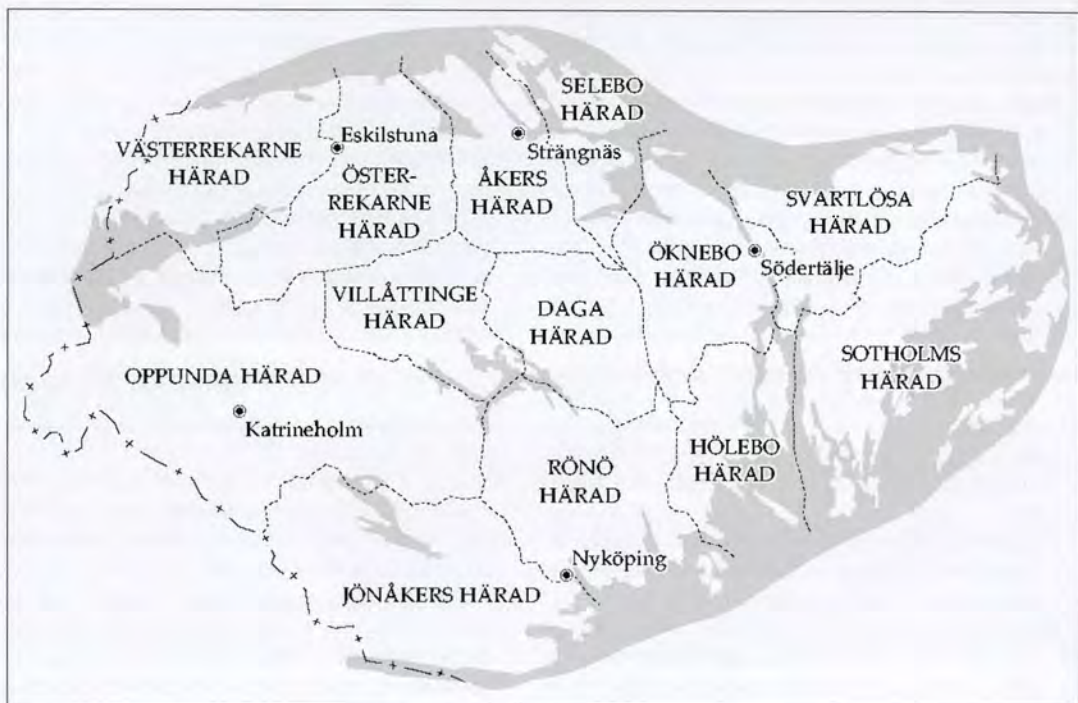 SELEBO
HÄRAD
VÄSTERREKARNE
HÄRAD
Eskilstuna
Strängnäs
ÖSTER-
REKARNE
HÄRAD
ÅKERS
HÄRAD
SVARTLÖSA
HÄRAD
ÖKNEBO
HÄRAD
Södertälje
VILLÅTTINGE
HÄRAD
DAGA
HÄRAD
SOTHOLMS
HÄRAD
OPPUNDA HÄRAD
Katrineholm
HÖLEBO
HÄRAD
RÖNÖ
HÄRAD
Nyköping
JÖNÅKERS HÄRAD